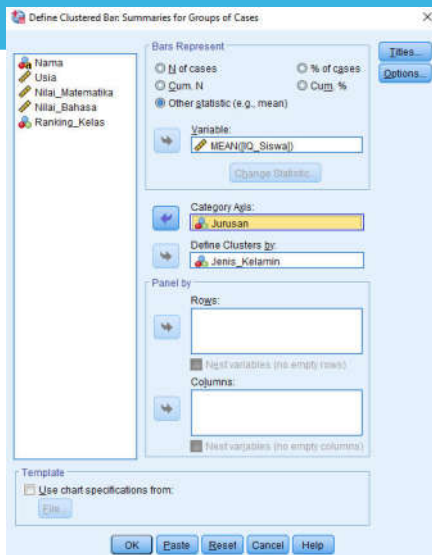 Define Clustered Bar: Summaries for Groups of Cases
Nama
Usia
Nilai_Matematika
Nilai_Bahasa
Ranking_Kelas
Bars Represent
N of cases
% of cases
Cum. N
Cum. %
Other statistic (e.g., mean)
Variable:
MEAN([IQ_Siswa])
Change Statistic...
Category Axis:
Jurusan
Define Clusters by:
Jenis_Kelamin
Panel by
Rows:
Nest variables (no empty rows)
Columns:
Nest variables (no empty columns)
Titles...
Options...
Template
Use chart specifications from:
File...
OK
Paste
Reset
Cancel
Help